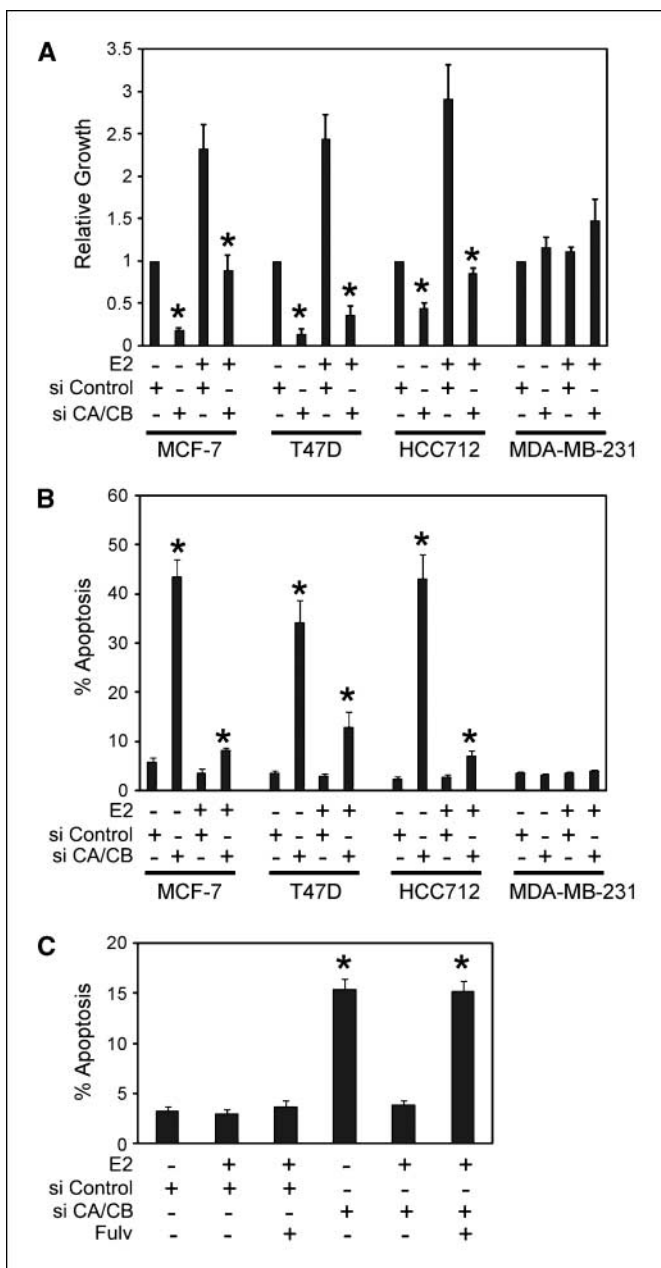 A
3.5
3
2.5
2
1.5
1
0.5
0
Relative Growth
* * * * * *
E2 - - + + - - + + - - + + - - + +
si Control + - + - + - + - + - + - + - + -
si CA/CB - + - + - + - + - + - + - + - +
MCF-7 T47D HCC712 MDA-MB-231
B
60
50
40
30
20
10
0
% Apoptosis
* * * * * *
E2 - - + + - - + + - - + + - - + +
si Control + - + - + - + - + - + - + - + -
si CA/CB - + - + - + - + - + - + - + - +
MCF-7 T47D HCC712 MDA-MB-231
C
20
15
10
5
0
% Apoptosis
* *
E2 - + + - + +
si Control + + + - - -
si CA/CB - - - + + +
Fulv - - + - - +